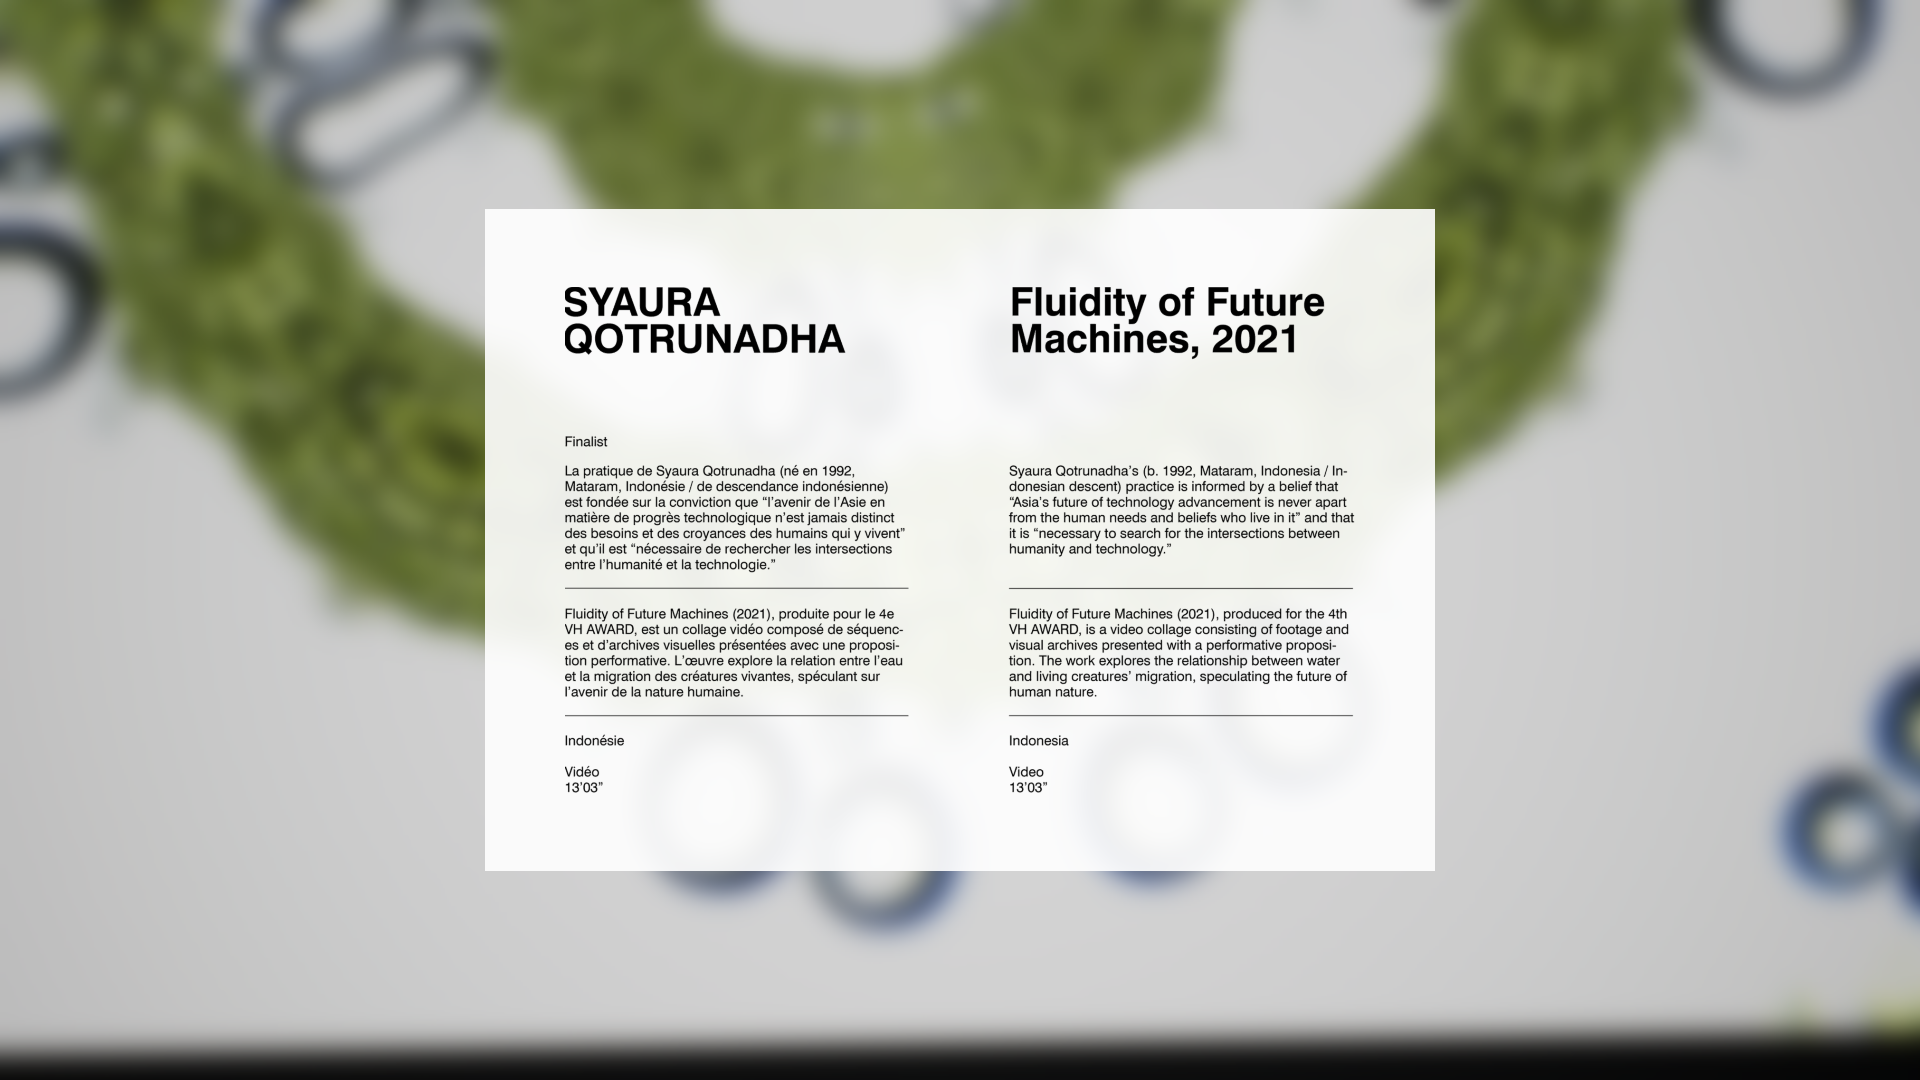 SYAURA
QOTRUNADHA
Finalist
La pratique de Syaura Qotrunadha (né en 1992,
Mataram, Indonésie / de descendance indonésienne)
est fondée sur la conviction que “l’avenir de l’Asie en
matière de progrès technologique n’est jamais distinct
des besoins et des croyances des humains qui y vivent”
et qu’il est “nécessaire de rechercher les intersections
entre l’humanité et la technologie.”
Fluidity of Future Machines (2021), produite pour le 4e
VH AWARD, est un collage vidéo composé de séquenc-
es et d’archives visuelles présentées avec une proposi-
tion performative. L’œuvre explore la relation entre l’eau
et la migration des créatures vivantes, spéculant sur
l’avenir de la nature humaine.
Indonésie
Vidéo
13’03”
Fluidity of Future
Machines, 2021
Syaura Qotrunadha’s (b. 1992, Mataram, Indonesia / In-
donesian descent) practice is informed by a belief that
“Asia’s future of technology advancement is never apart
from the human needs and beliefs who live in it” and that
it is “necessary to search for the intersections between
humanity and technology.”
Fluidity of Future Machines (2021), produced for the 4th
VH AWARD, is a video collage consisting of footage and
visual archives presented with a performative proposi-
tion. The work explores the relationship between water
and living creatures’ migration, speculating the future of
human nature.
Indonesia
Video
13’03”